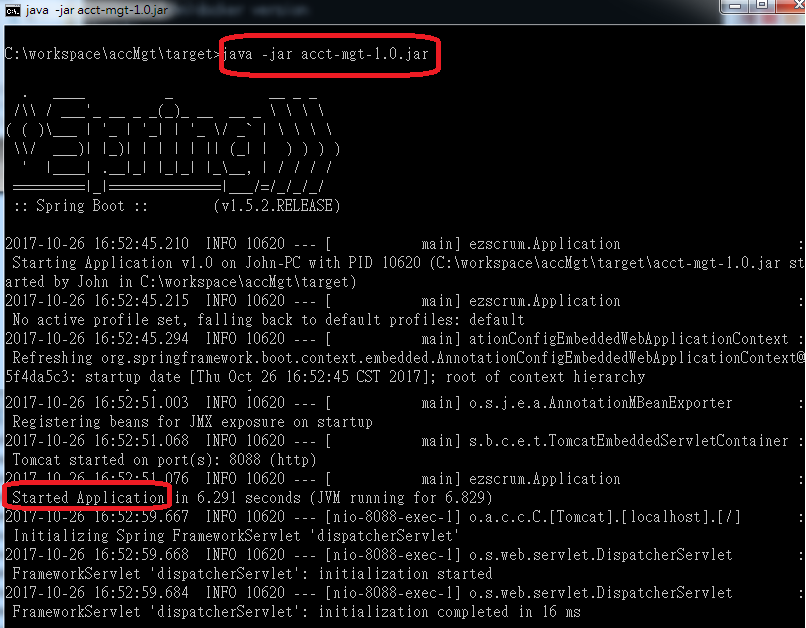 java -jar acct-mgt-1.0.jar
C:\workspace\accMgt\target>java -jar acct-mgt-1.0.jar
Spring
:: Spring Boot :: (v1.5.2.RELEASE)
2017-10-26 16:52:45.210 INFO 10620 --- [ main] ezscrum.Application :
Starting Application v1.0 on John-PC with PID 10620 (C:\workspace\accMgt\target\acct-mgt-1.0.jar st
arted by John in C:\workspace\accMgt\target)
2017-10-26 16:52:45.215 INFO 10620 --- [ main] ezscrum.Application :
No active profile set, falling back to default profiles: default
2017-10-26 16:52:45.294 INFO 10620 --- [ main] ationConfigEmbeddedWebApplicationContext :
Refreshing org.springframework.boot.context.embedded.AnnotationConfigEmbeddedWebApplicationContext@
5f4da5c3: startup date [Thu Oct 26 16:52:45 CST 2017]; root of context hierarchy
2017-10-26 16:52:51.003 INFO 10620 --- [ main] o.s.j.e.a.AnnotationMBeanExporter :
Registering beans for JMX exposure on startup
2017-10-26 16:52:51.068 INFO 10620 --- [ main] s.b.c.e.t.TomcatEmbeddedServletContainer :
Tomcat started on port(s): 8088 (http)
2017-10-26 16:52:51.076 INFO 10620 --- [ main] ezscrum.Application :
Started Application in 6.291 seconds (JVM running for 6.829)
2017-10-26 16:52:59.667 INFO 10620 --- [nio-8088-exec-1] o.a.c.c.C.[Tomcat].[localhost].[/] :
Initializing Spring FrameworkServlet 'dispatcherServlet'
2017-10-26 16:52:59.668 INFO 10620 --- [nio-8088-exec-1] o.s.web.servlet.DispatcherServlet :
FrameworkServlet 'dispatcherServlet': initialization started
2017-10-26 16:52:59.684 INFO 10620 --- [nio-8088-exec-1] o.s.web.servlet.DispatcherServlet :
FrameworkServlet 'dispatcherServlet': initialization completed in 16 ms